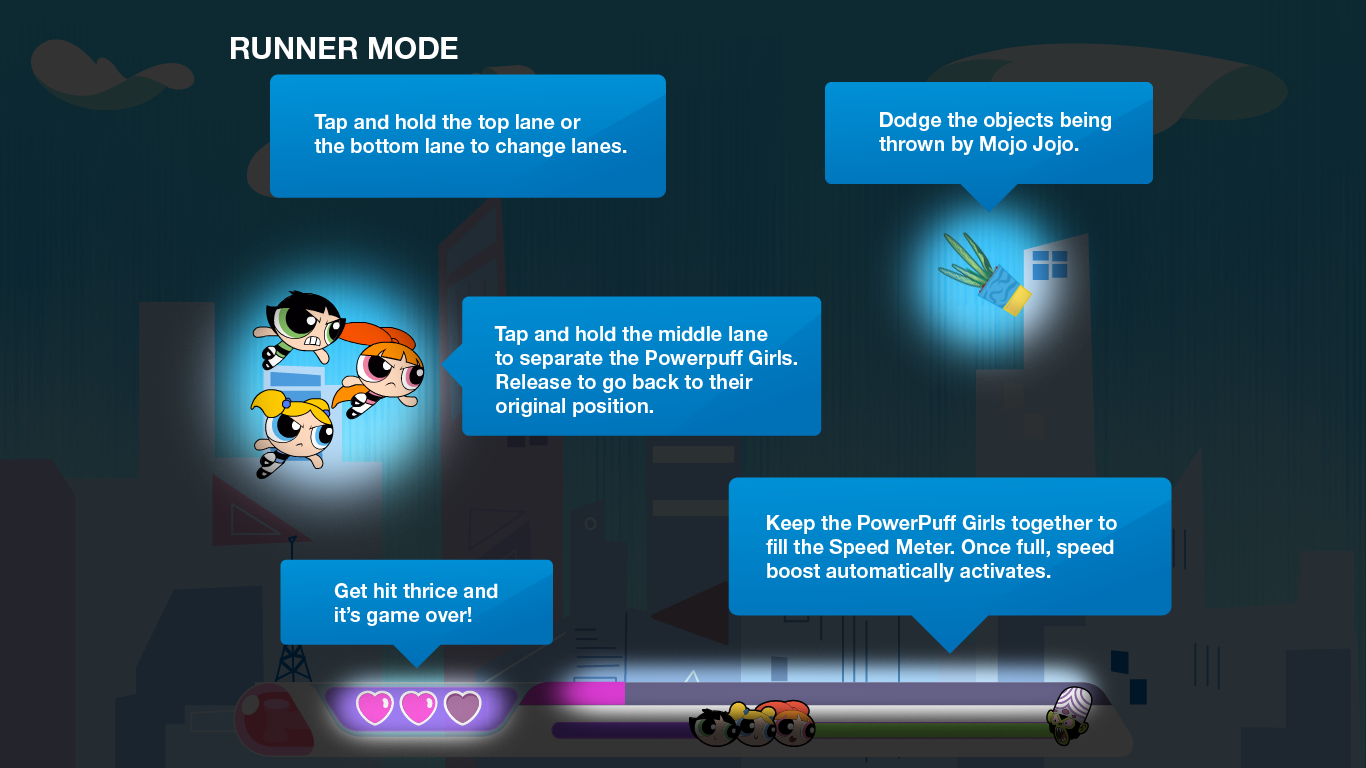 RUNNER MODE
Tap and hold the top lane or
the bottom lane to change lanes.
Dodge the objects being
thrown by Mojo Jojo.
Tap and hold the middle lane
to separate the Powerpuff Girls.
Release to go back to their
original position.
Keep the PowerPuff Girls together to
fill the Speed Meter. Once full, speed
boost automatically activates.
Get hit thrice and
it’s game over!